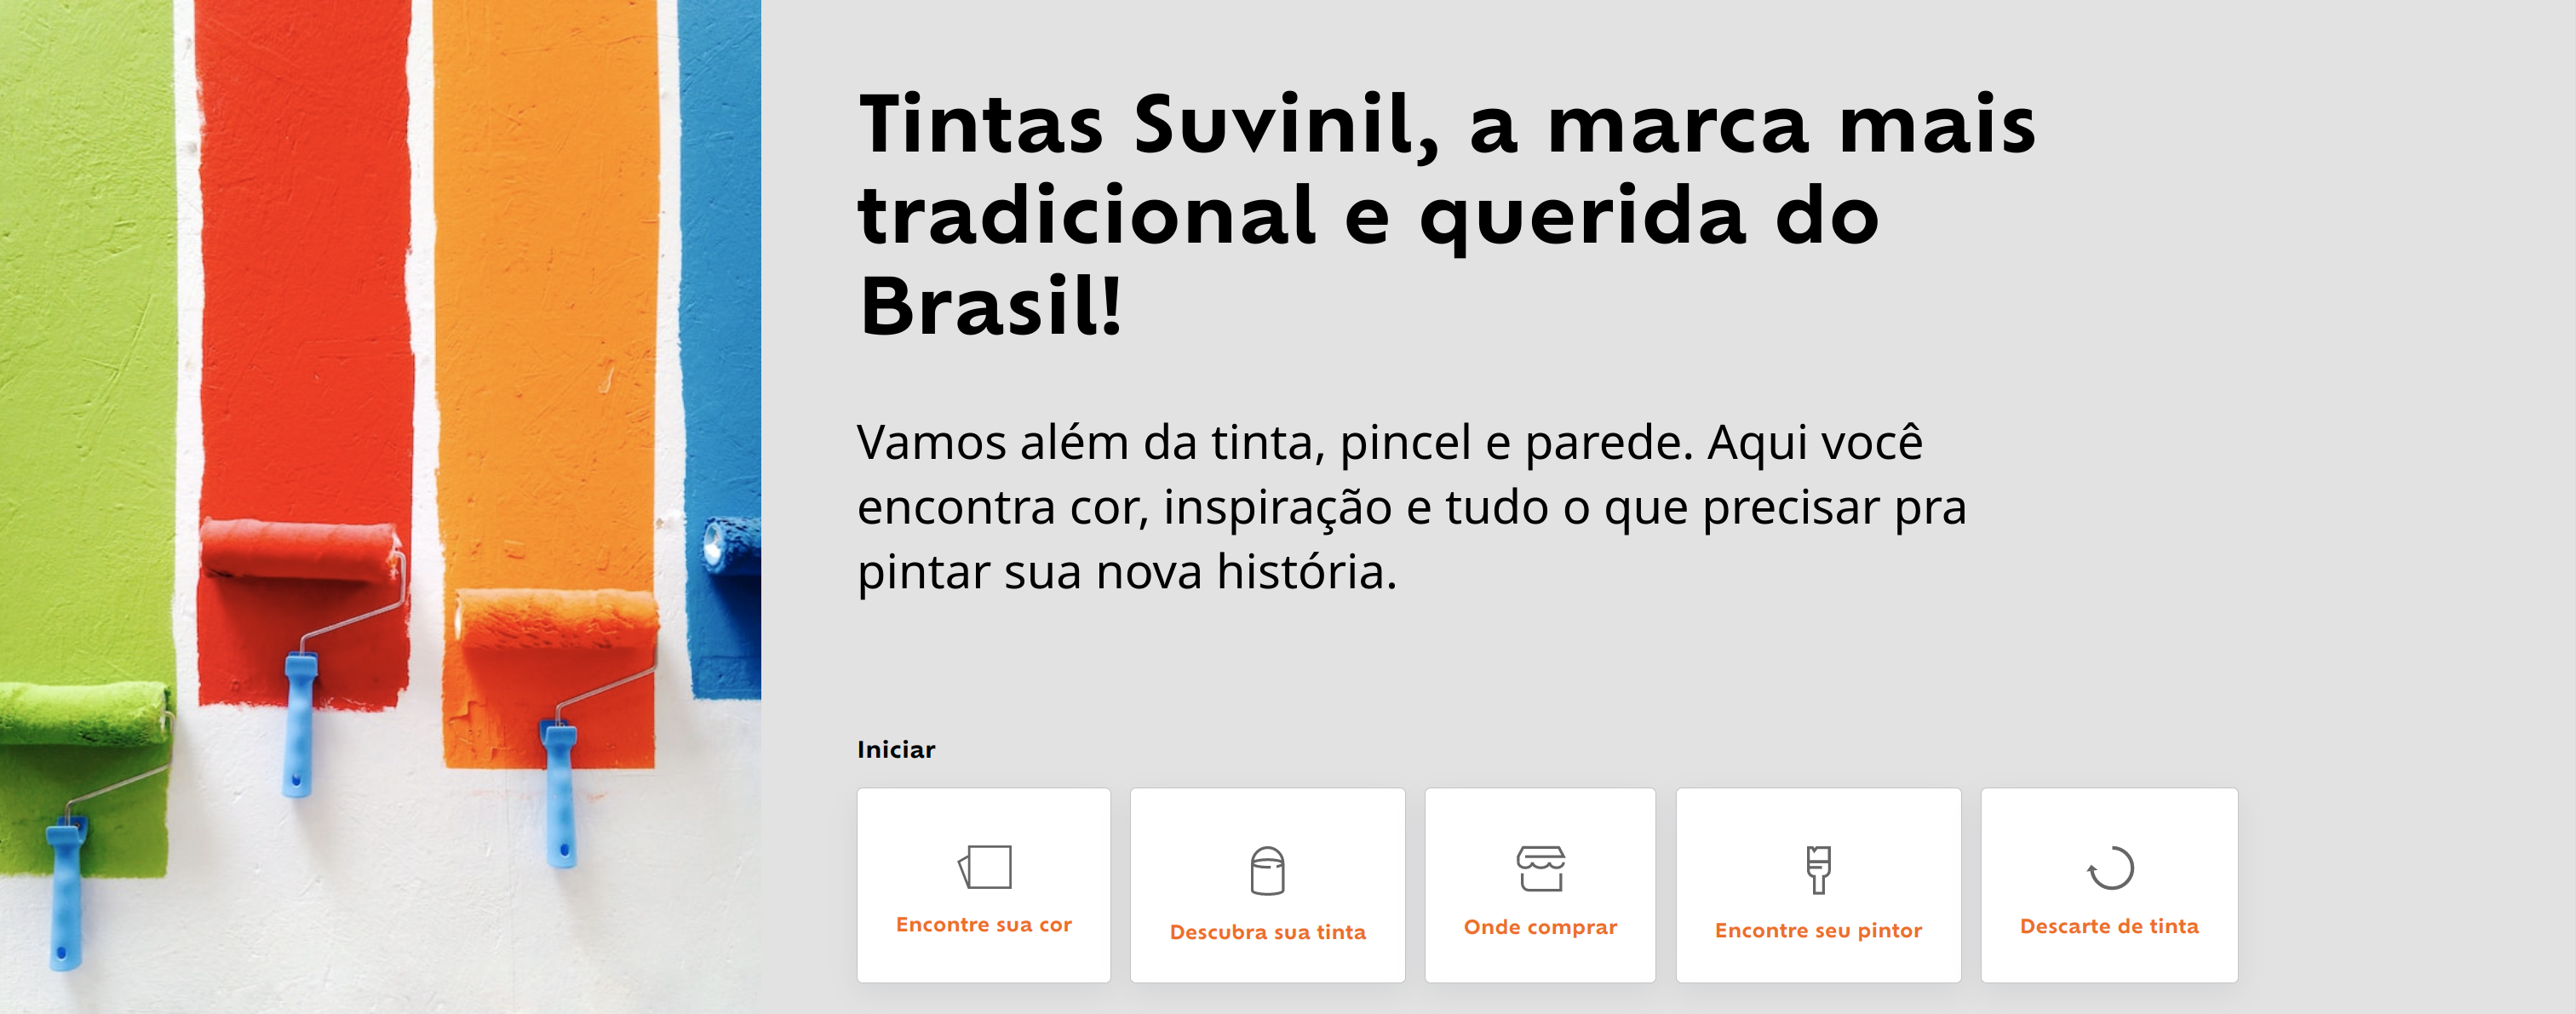 Tintas Suvinil, a marca mais
tradicional e querida do
Brasil!
Vamos além da tinta, pincel e parede. Aqui você
encontra cor, inspiração e tudo o que precisar pra
pintar sua nova história.
Iniciar
Encontre sua cor
Descubra sua tinta
Onde comprar
Encontre seu pintor
Descarte de tinta